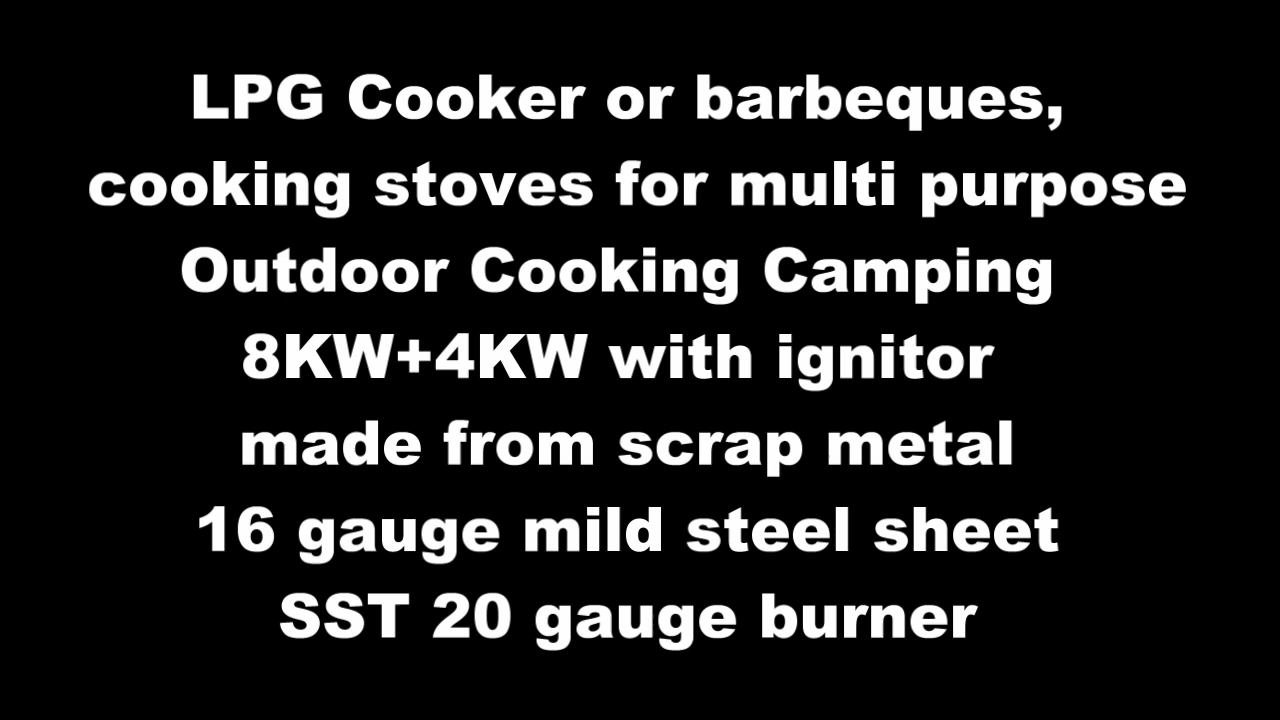 LPG Cooker or barbeques,
cooking stoves for multi purpose
Outdoor Cooking Camping
8KW+4KW with ignitor
made from scrap metal
16 gauge mild steel sheet
SST 20 gauge burner